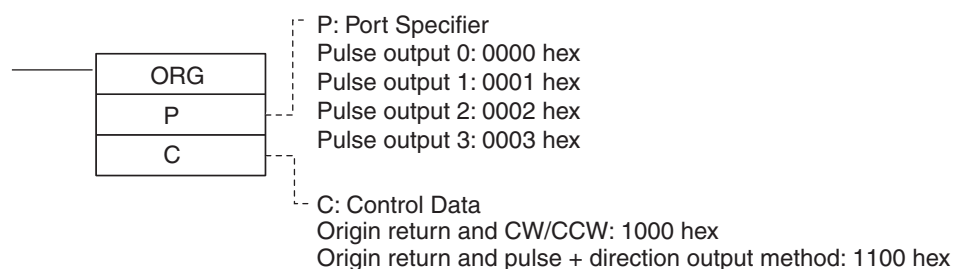 ORG
P
C
P: Port Specifier
Pulse output 0: 0000 hex
Pulse output 1: 0001 hex
Pulse output 2: 0002 hex
Pulse output 3: 0003 hex
C: Control Data
Origin return and CW/CCW: 1000 hex
Origin return and pulse + direction output method: 1100 hex